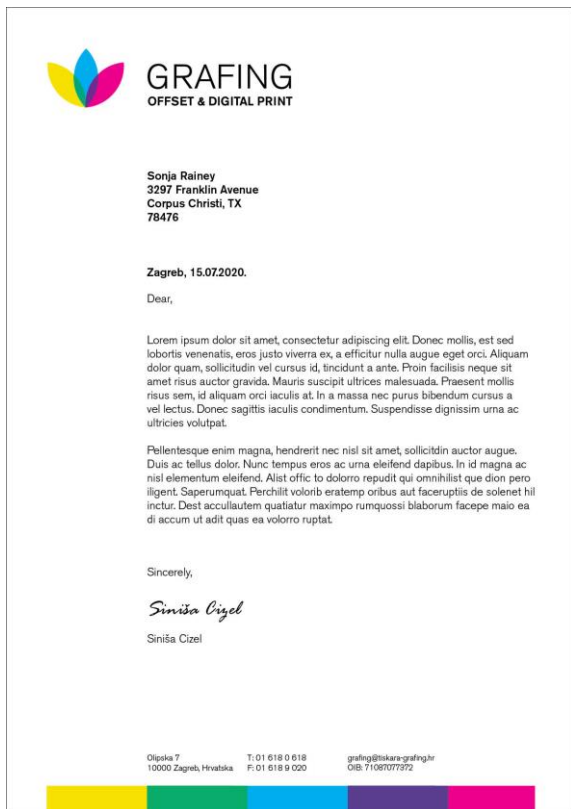 GRAFING
OFFSET & DIGITAL PRINT
Sonja Rainey
3297 Franklin Avenue
Corpus Christi, TX
78476
Zagreb, 15.07.2020.
Dear,
Lorem ipsum dolor sit amet, consectetur adipiscing elit. Donec mollis, est sed
lobortis venenatis, eros justo viverra ex, a efficitur nulla augue eget orci. Aliquam
dolor quam, sollicitudin vel cursus id, tincidunt a ante. Proin facilisis neque sit
amet risus auctor gravida. Mauris suscipit ultrices malesuada. Praesent mollis
risus sem, id aliquam orci iaculis at. In a massa nec purus bibendum cursus a
vel lectus. Donec sagittis iaculis condimentum. Suspendisse dignissim urna ac
ultricies volutpat.
Pellentesque enim magna, hendrerit nec nisl sit amet, sollicitdin auctor augue.
Duis ac tellus dolor. Nunc tempus eros ac urna eleifend dapibus. In id magna ac
nisl elementum eleifend. Alist offic to dolorro repudit qui omnihilist que dion pero
iligent. Saperumquat. Perchilit volorib eratemp oribus aut faceruptiis de solenet hil
inctur. Dest accullautem quatiatur maximpo rumquossi blaborum facepe maio ea
di accum ut adit quas ea volorro ruptat.
Sincerely,
Siniša Cizel
Siniša Cizel
Olipska 7
10000 Zagreb, Hrvatska
T: 01 618 0 618
F: 01 618 9 020
grafing@tiskara-grafing.hr
OIB: 71087077372